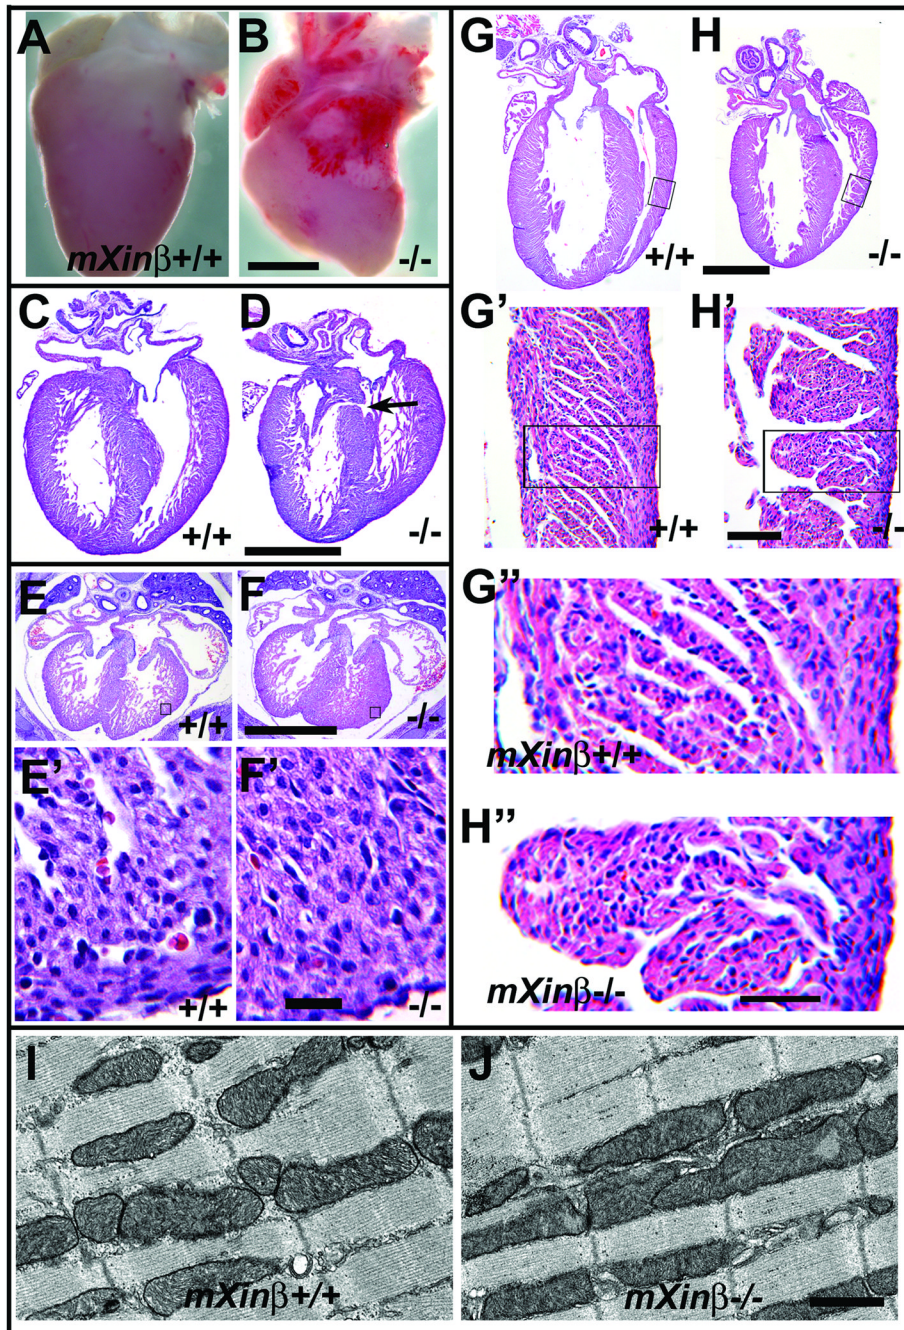 A
B
mXinβ+/+
-/-
C
D
+/+
-/-
E
F
+/+
-/-
E’
F’
+/+
-/-
G
H
+/+
-/-
G’
H’
+/+
-/-
G”
mXinβ+/+
H”
mXinβ-/-
I
J
mXinβ+/+
mXinβ-/-